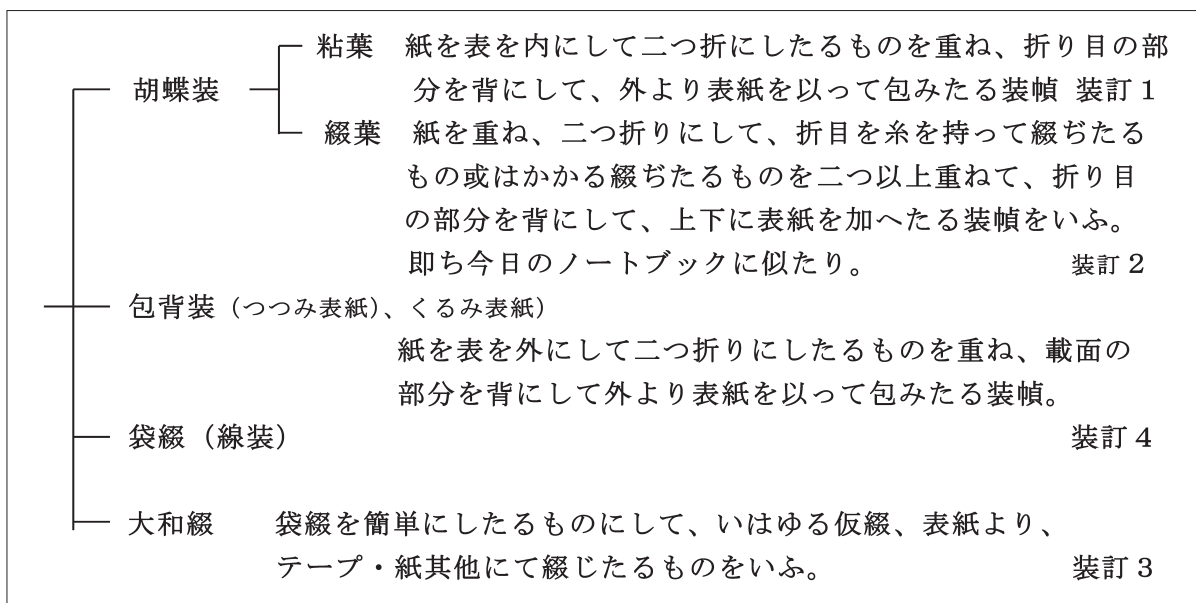 粘葉　紙を表を内にして二つ折にしたるものを重ね、折り目の部
胡蝶装　分を背にして、外より表紙を以って包みたる装幀　装訂１
綴葉　紙を重ね、二つ折りにして、折目を糸を持って綴ぢたる
もの或はかかる綴ぢたるものを二つ以上重ねて、折り目
の部分を背にして、上下に表紙を加へたる装幀をいふ。
即ち今日のノートブックに似たり。　装訂２
包背装（つつみ表紙）、くるみ表紙）
紙を表を外にして二つ折りにしたるものを重ね、載面の
部分を背にして外より表紙を以って包みたる装幀。
袋綴（線装）　装訂４
大和綴　袋綴を簡単にしたるものにして、いはゆる仮綴、表紙より、
テープ・紙其他にて綴じたるものをいふ。　装訂３